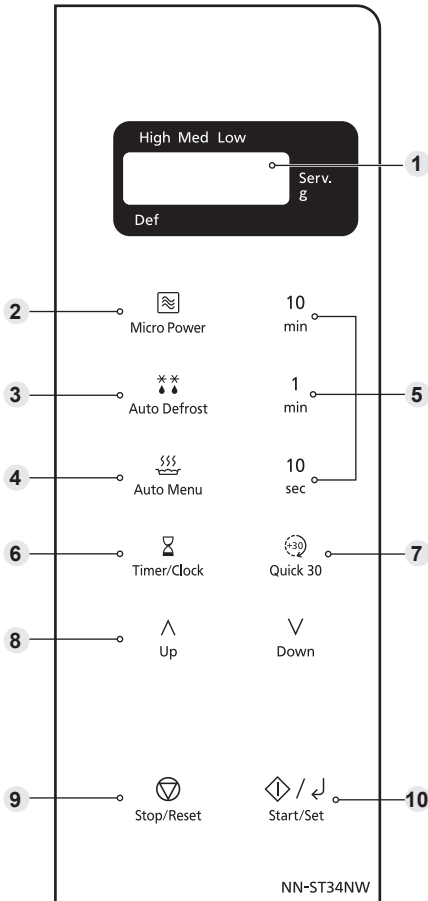 High Med Low
1
Serv.
g
Def
2
Micro Power
10
min
3
Auto Defrost
1
min
5
4
Auto Menu
10
sec
6
Timer/Clock
+30
Quick 30
7
8
Up
Down
9
Stop/Reset
/
Start/Set
10
NN-ST34NW